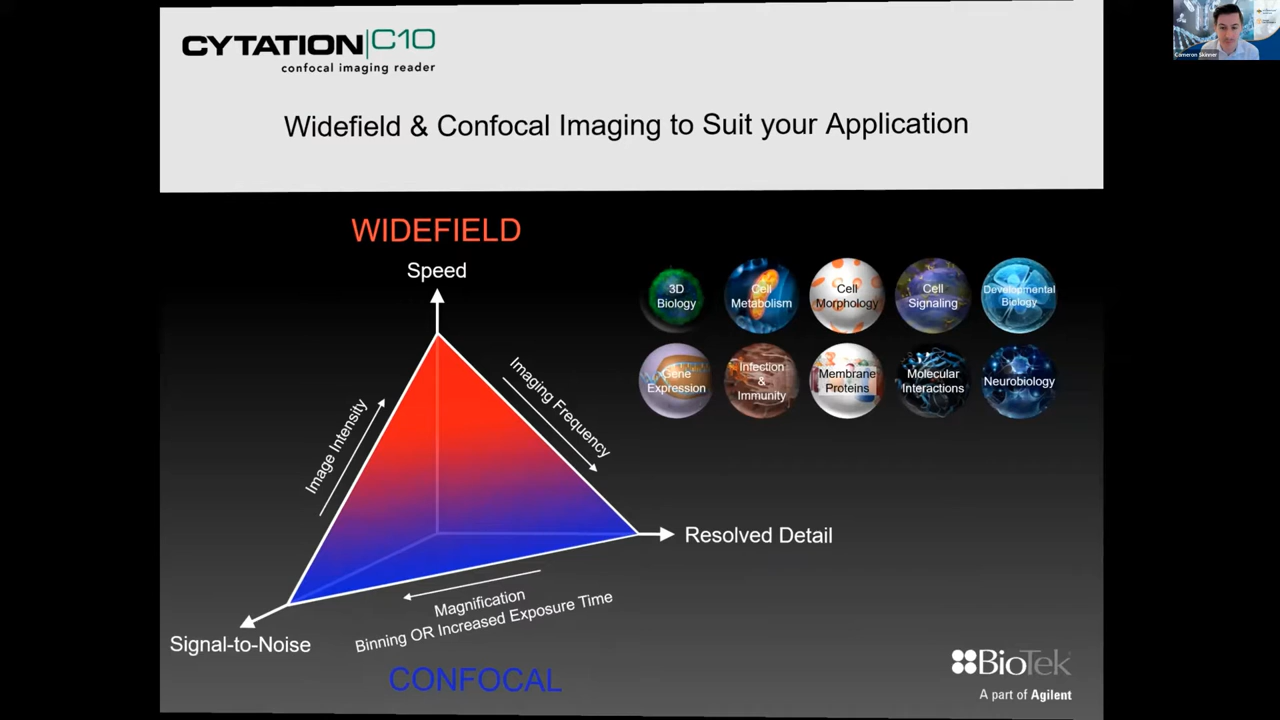 CYTATION|C10
confocal imaging reader
Cameron Skinner
Widefield & Confocal Imaging to Suit your Application
WIDEFIELD
Speed
Imaging Frequency
Image Intensity
Resolved Detail
Magnification
Binning OR Increased Exposure Time
Signal-to-Noise
CONFOCAL
3D
Biology
Cell
Metabolism
Cell
Morphology
Cell
Signaling
Developmental
Biology
Gene
Expression
Infection
&
Immunity
Membrane
Proteins
Molecular
Interactions
Neurobiology
BioTek
A part of Agilent